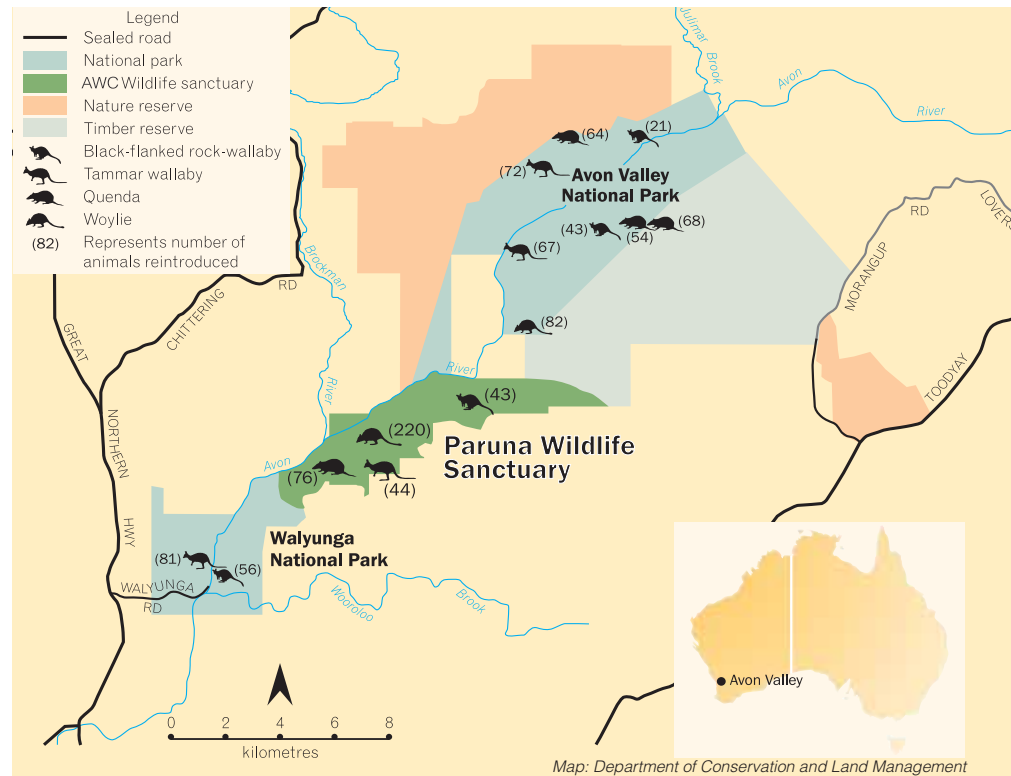 Legend
Sealed road
National park
AWC Wildlife sanctuary
Nature reserve
Timber reserve
Black-flanked rock-wallaby
Tammar wallaby
Quenda
Woylie
(82) Represents number of
animals reintroduced
Julimar
Brook
Avon
River
(64)
(21)
(72)
Avon Valley
National Park
(43)
(54)
(68)
(67)
(82)
RD
LOVERS
MORANGUP
TOODYAY
Brockman
River
RD
CHITTERING
GREAT
NORTHERN
HWY
River
(43)
(220)
Paruna Wildlife
Sanctuary
Avon
(76)
(44)
Walyunga
National Park
(81)
(56)
WALYUNGA
RD
Wooroloo
Brook
0 2 4 6 8
kilometres
Avon Valley
Map: Department of Conservation and Land Management